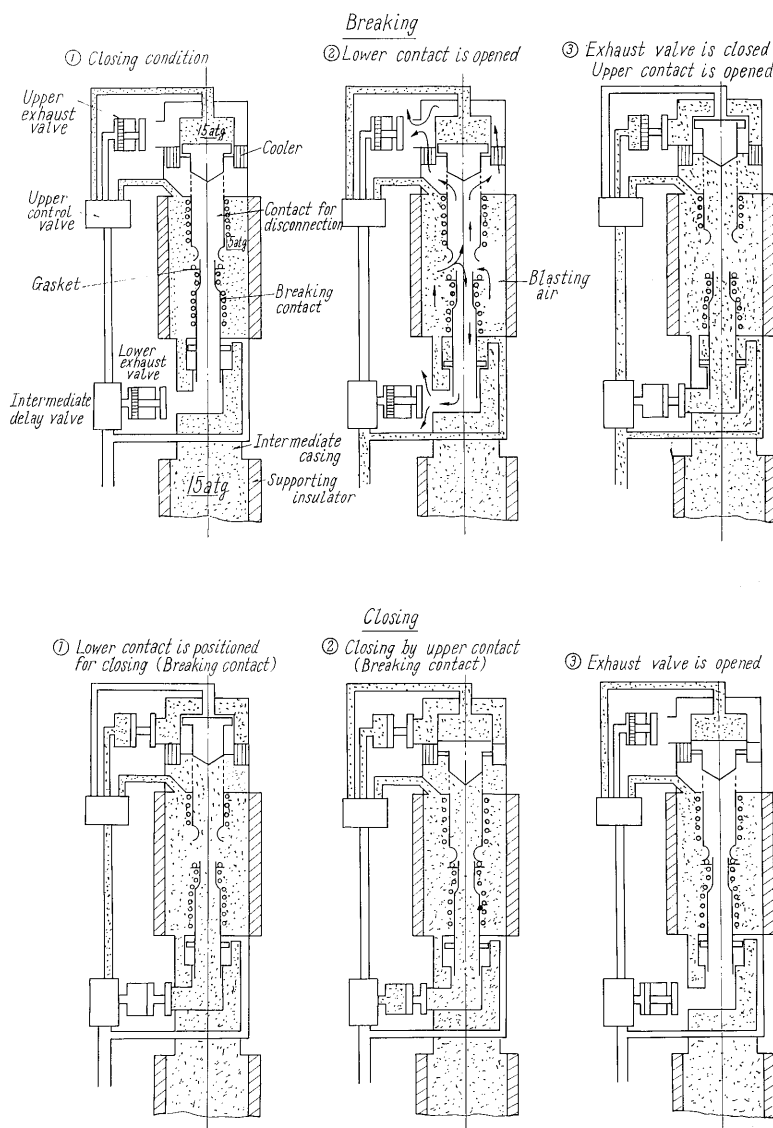 Breaking
① Closing condition
② Lower contact is opened
③ Exhaust valve is closed
Upper contact is opened
Upper
exhaust
valve
15atg
Cooler
Upper
control
valve
Contact for
disconnection
5atg
Gasket
Breaking
contact
Blasting
air
Lower
exhaust
valve
Intermediate
delay valve
Intermediate
casing
15atg
Supporting
insulator
Closing
① Lower contact is positioned
for closing (Breaking contact)
② Closing by upper contact
(Breaking contact)
③ Exhaust valve is opened